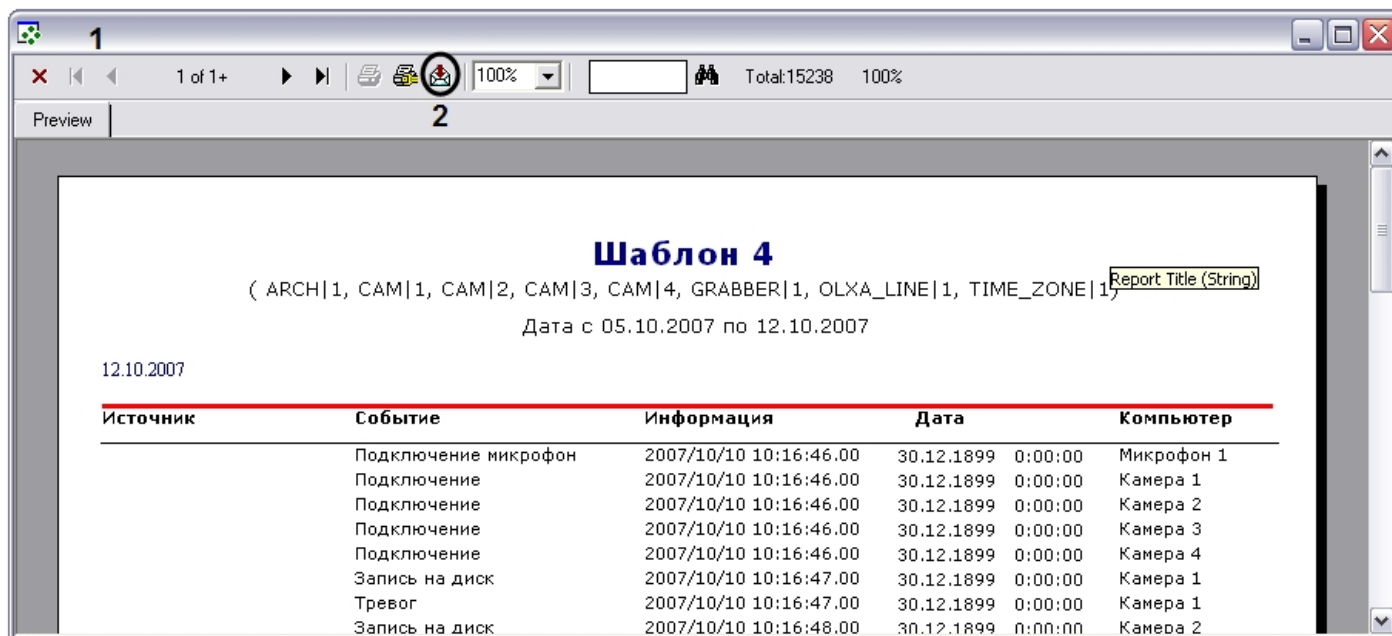 1
1 of 1+ 100% Total:15238 100%
Preview 2
Шаблон 4
( ARCH|1, CAM|1, CAM|2, CAM|3, CAM|4, GRABBER|1, OLXA_LINE|1, TIME_ZONE|1)
Report Title (String)
Дата с 05.10.2007 по 12.10.2007
12.10.2007
Источник Событие Информация Дата Компьютер
Подключение микрофон 2007/10/10 10:16:46.00 30.12.1899 0:00:00 Микрофон 1
Подключение 2007/10/10 10:16:46.00 30.12.1899 0:00:00 Камера 1
Подключение 2007/10/10 10:16:46.00 30.12.1899 0:00:00 Камера 2
Подключение 2007/10/10 10:16:46.00 30.12.1899 0:00:00 Камера 3
Подключение 2007/10/10 10:16:46.00 30.12.1899 0:00:00 Камера 4
Запись на диск 2007/10/10 10:16:47.00 30.12.1899 0:00:00 Камера 1
Тревог 2007/10/10 10:16:47.00 30.12.1899 0:00:00 Камера 1
Запись на диск 2007/10/10 10:16:48.00 30.12.1899 0:00:00 Камера 2